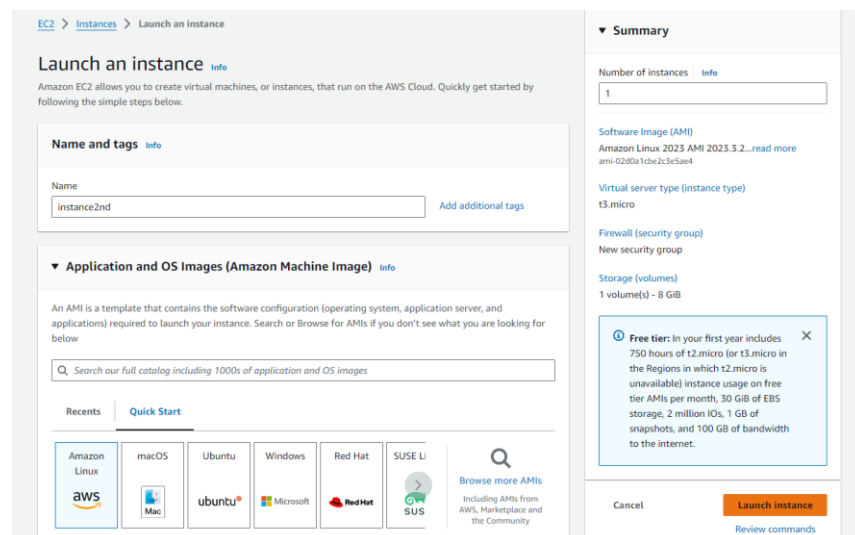 EC2 > Instances > Launch an instance
Launch an instance Info
Amazon EC2 allows you to create virtual machines, or instances, that run on the AWS Cloud. Quickly get started by
following the simple steps below.
Name and tags Info
Name
instance2nd
Add additional tags
Application and OS Images (Amazon Machine Image) Info
An AMI is a template that contains the software configuration (operating system, application server, and
applications) required to launch your instance. Search or Browse for AMIs if you don't see what you are looking for
below
Search our full catalog including 1000s of application and OS images
Recents
Quick Start
Amazon
Linux
aws
macOS
Mac
Ubuntu
ubuntu
Windows
Microsoft
Red Hat
Red Hat
SUSE Li
SUS
Browse more AMIs
Including AMIs from
AWS, Marketplace and
the Community
Summary
Number of instances Info
1
Software Image (AMI)
Amazon Linux 2023 AMI 2023.3.2...read more
ami-02d0a1cbe2c3e5ae4
Virtual server type (instance type)
t3.micro
Firewall (security group)
New security group
Storage (volumes)
1 volume(s) - 8 GiB
Free tier: In your first year includes
750 hours of t2.micro (or t3.micro in
the Regions in which t2.micro is
unavailable) instance usage on free
tier AMIs per month, 30 GiB of EBS
storage, 2 million IOs, 1 GB of
snapshots, and 100 GB of bandwidth
to the internet.
Cancel
Launch instance
Review commands